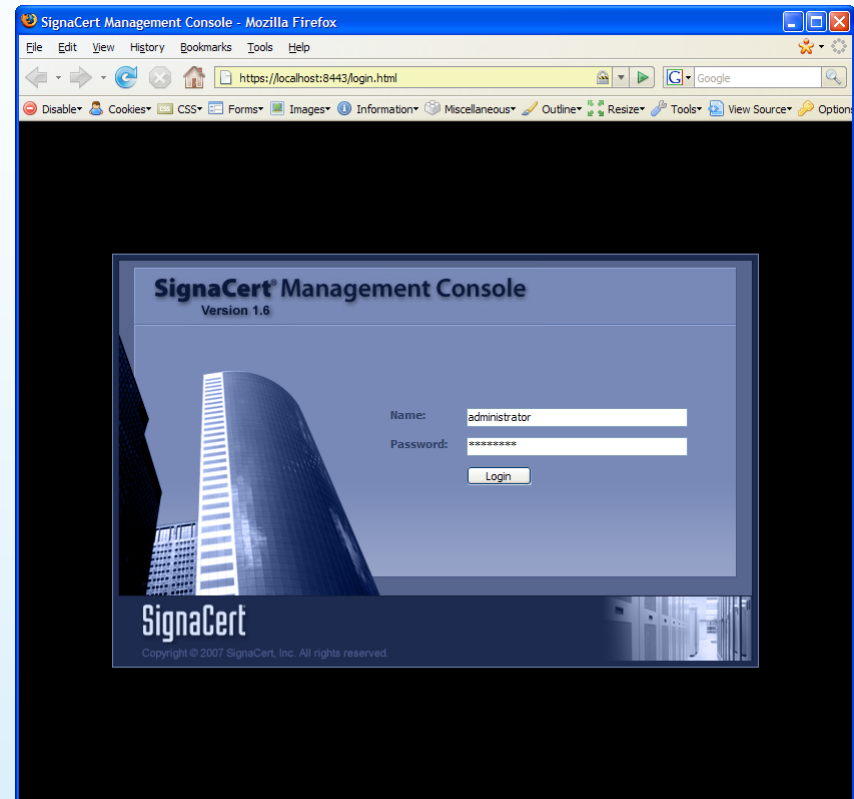 SignaCert Management Console - Mozilla Firefox
File Edit View History Bookmarks Tools Help
https://localhost:8443/login.html G Google
Disable Cookies CSS Forms Images Information Miscellaneous Outline Resize Tools View Source Options
SignaCert® Management Console
Version 1.6
Name: administrator
Password: ********
Login
SignaCert
Copyright © 2007 SignaCert, Inc. All rights reserved.